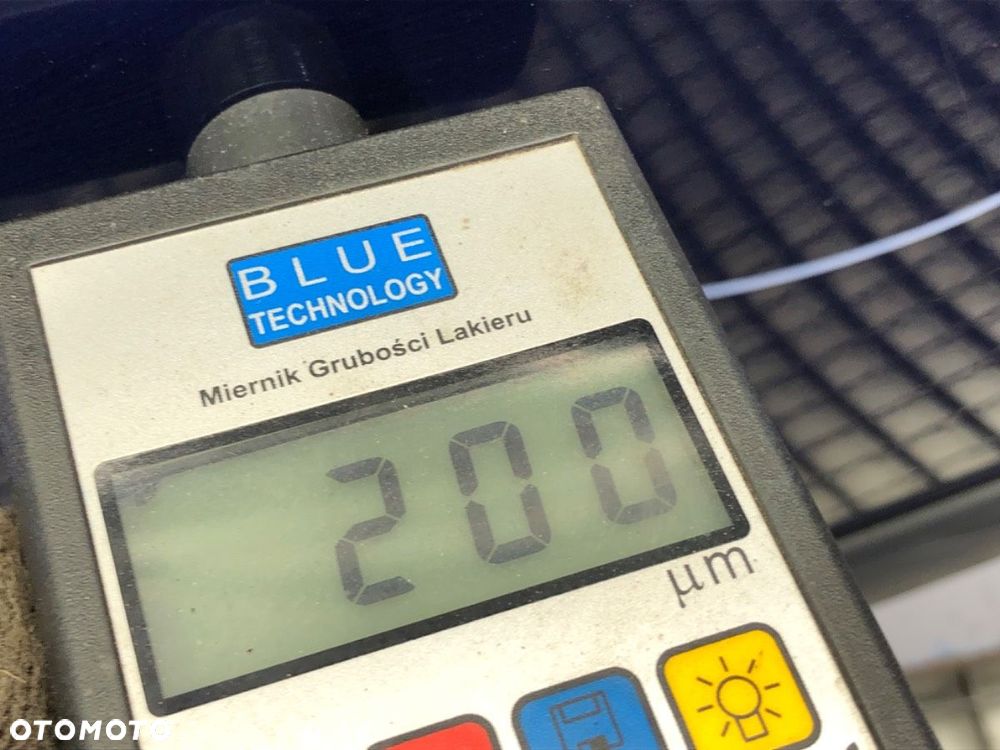 BLUE
TECHNOLOGY
Miernik Grubości Lakieru
200
μm
OTOMOTO